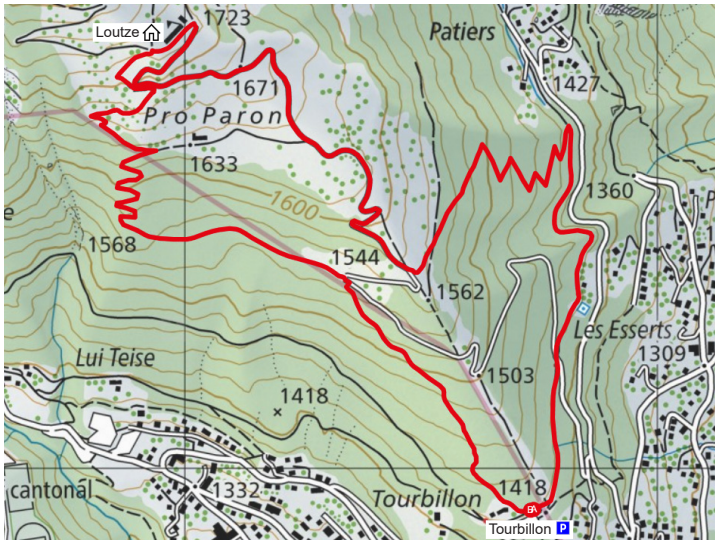 1723
Loutze
Patiers
1427
1671
Pro Paron
1633
1360
1600
1568
1544
1562
Les Esserts
1309
Lui Teise
1503
1418
1418
cantonal
1332
Tourbillon
Tourbillon P